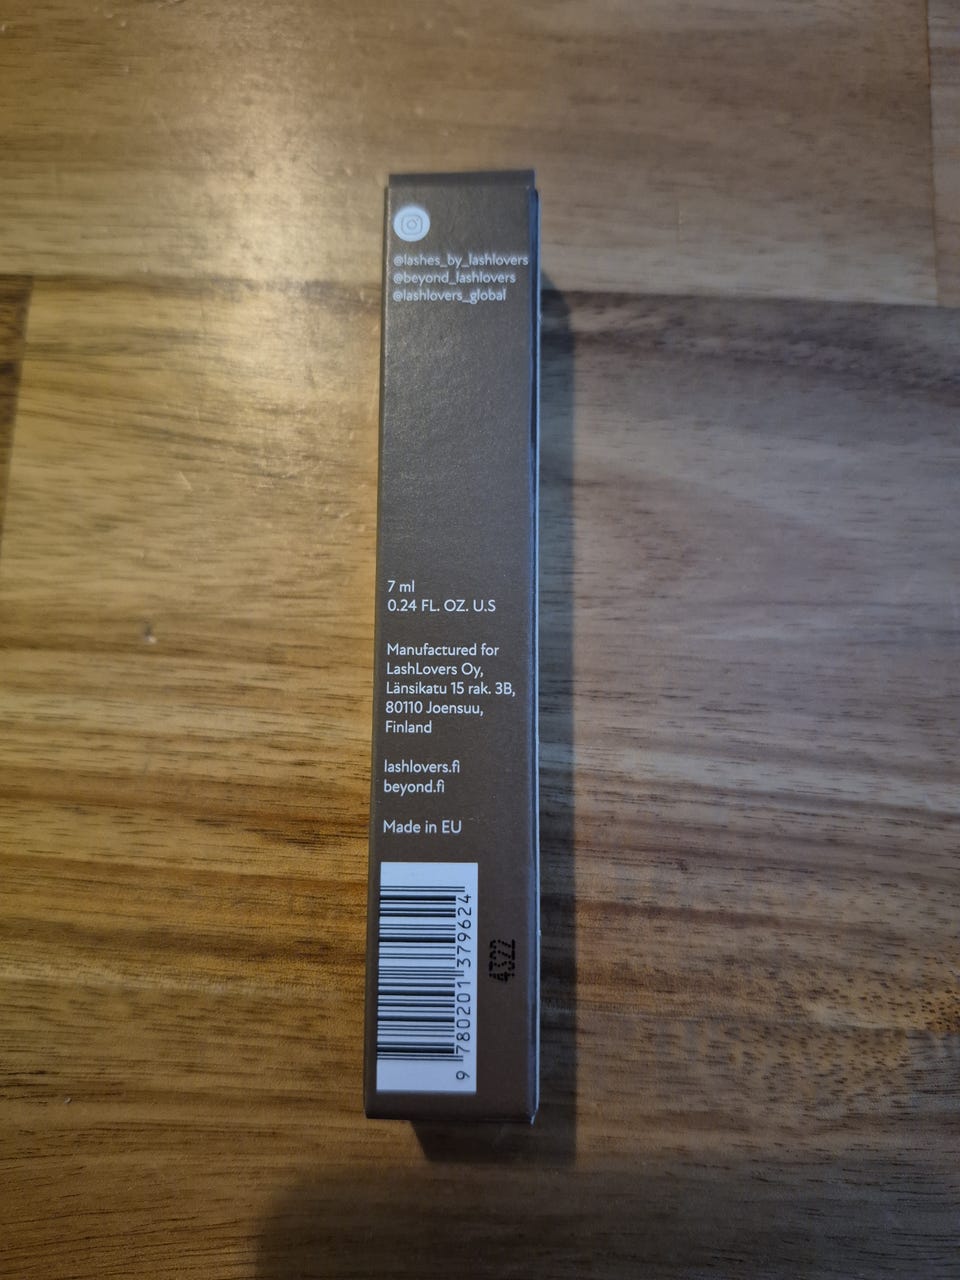 @lashes_by_lashlovers
@beyond_lashlovers
@lashlovers_global
7 ml
0.24 FL. OZ. U.S
Manufactured for
LashLovers Oy,
Länsikatu 15 rak. 3B,
80110 Joensuu,
Finland
lashlovers.fi
beyond.fi
Made in EU
9 780201 379624
4322